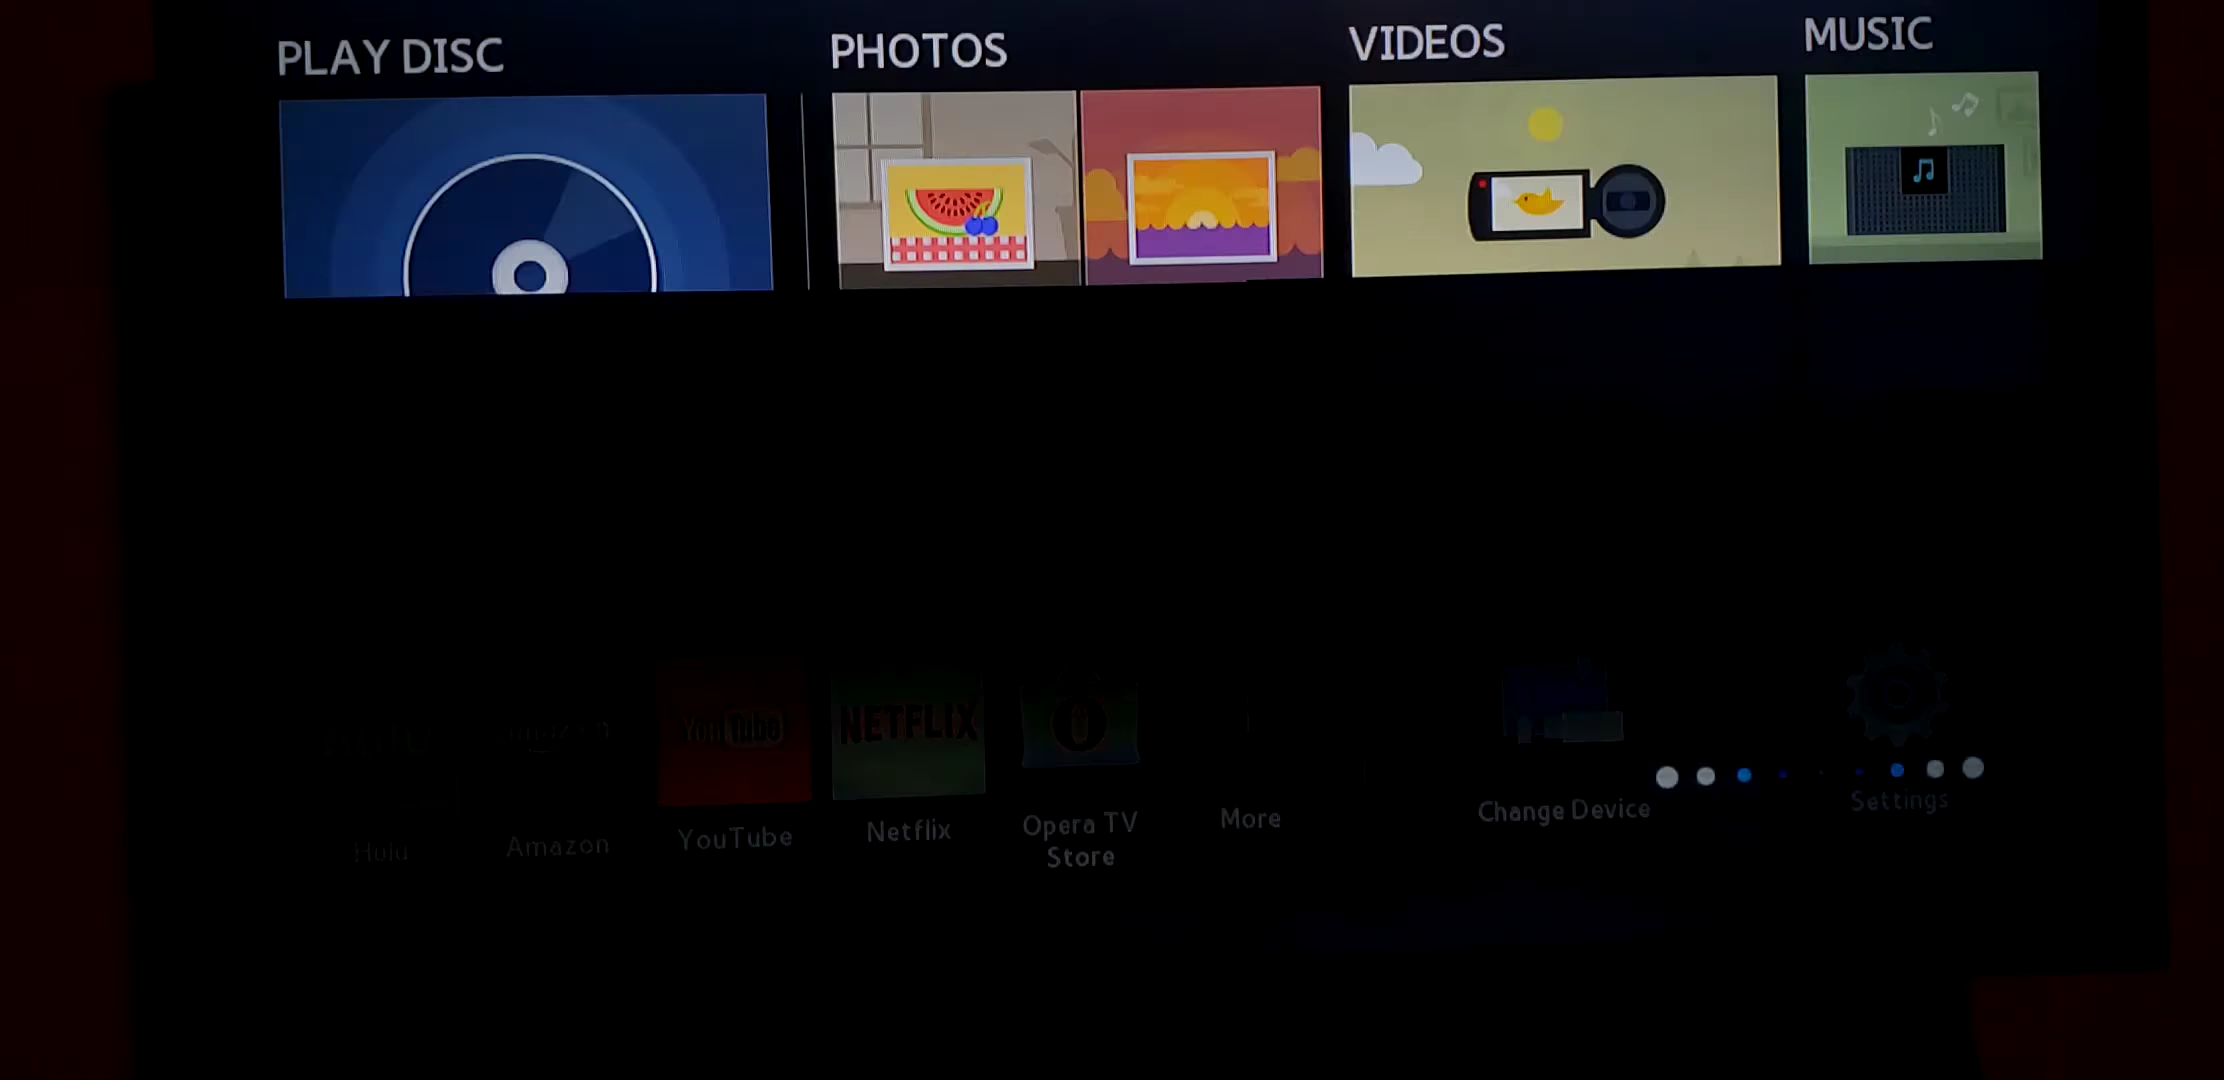 PLAY DISC
PHOTOS
VIDEOS
MUSIC
YouTube
NETFLIX
Hulu
Amazon
YouTube
Netflix
Opera TV
Store
More
Change Device
Settings